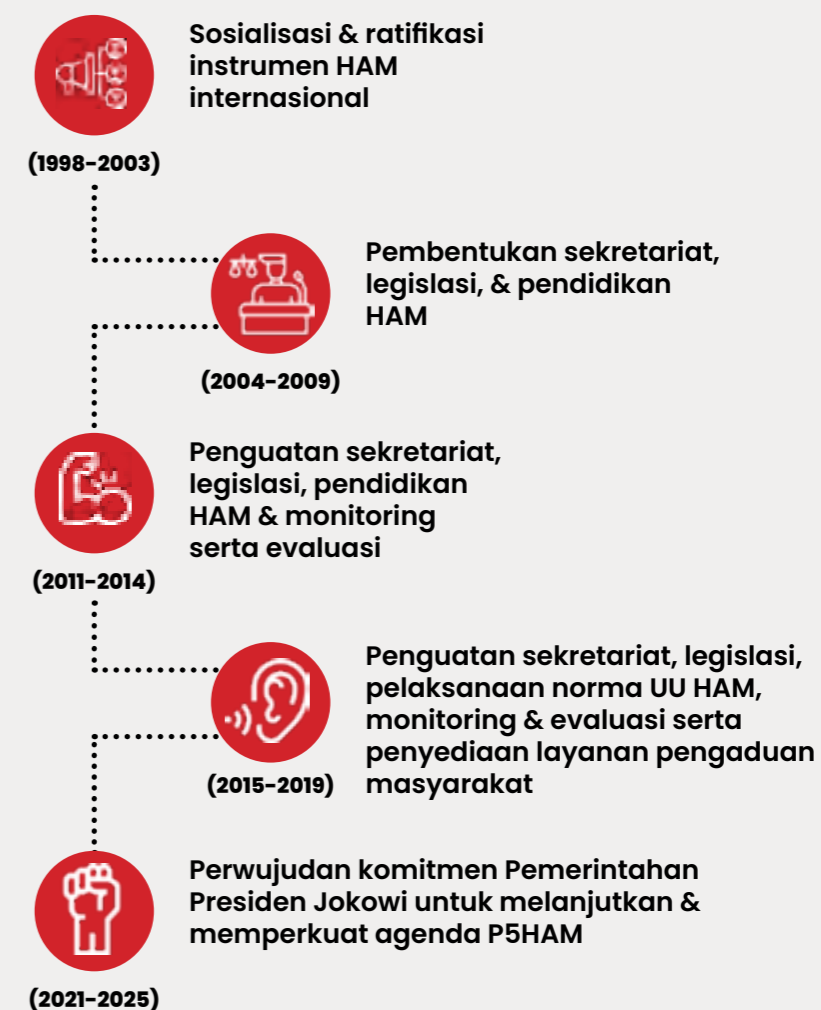 Sosialisasi & ratifikasi
instrumen HAM
internasional
(1998-2003)
Pembentukan sekretariat,
legislasi, & pendidikan
HAM
(2004-2009)
Penguatan sekretariat,
legislasi, pendidikan
HAM & monitoring
serta evaluasi
(2011-2014)
Penguatan sekretariat, legislasi,
pelaksanaan norma UU HAM,
monitoring & evaluasi serta
penyediaan layanan pengaduan
masyarakat
(2015-2019)
Perwujudan komitmen Pemerintahan
Presiden Jokowi untuk melanjutkan &
memperkuat agenda P5HAM
(2021-2025)